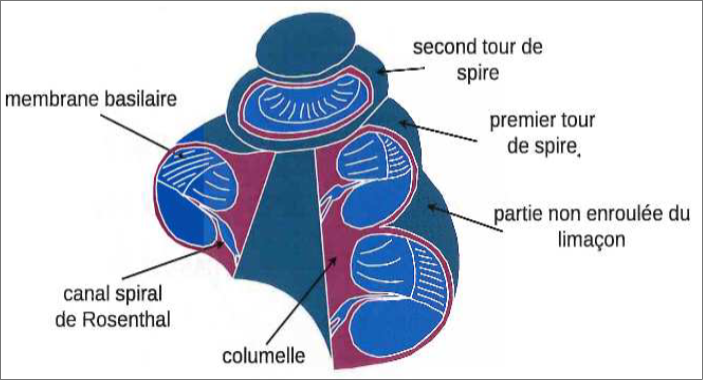 second tour de
spire
membrane basilaire
premier tour
de spire
partie non enroulée du
limaçon
canal spiral
de Rosenthal
columelle